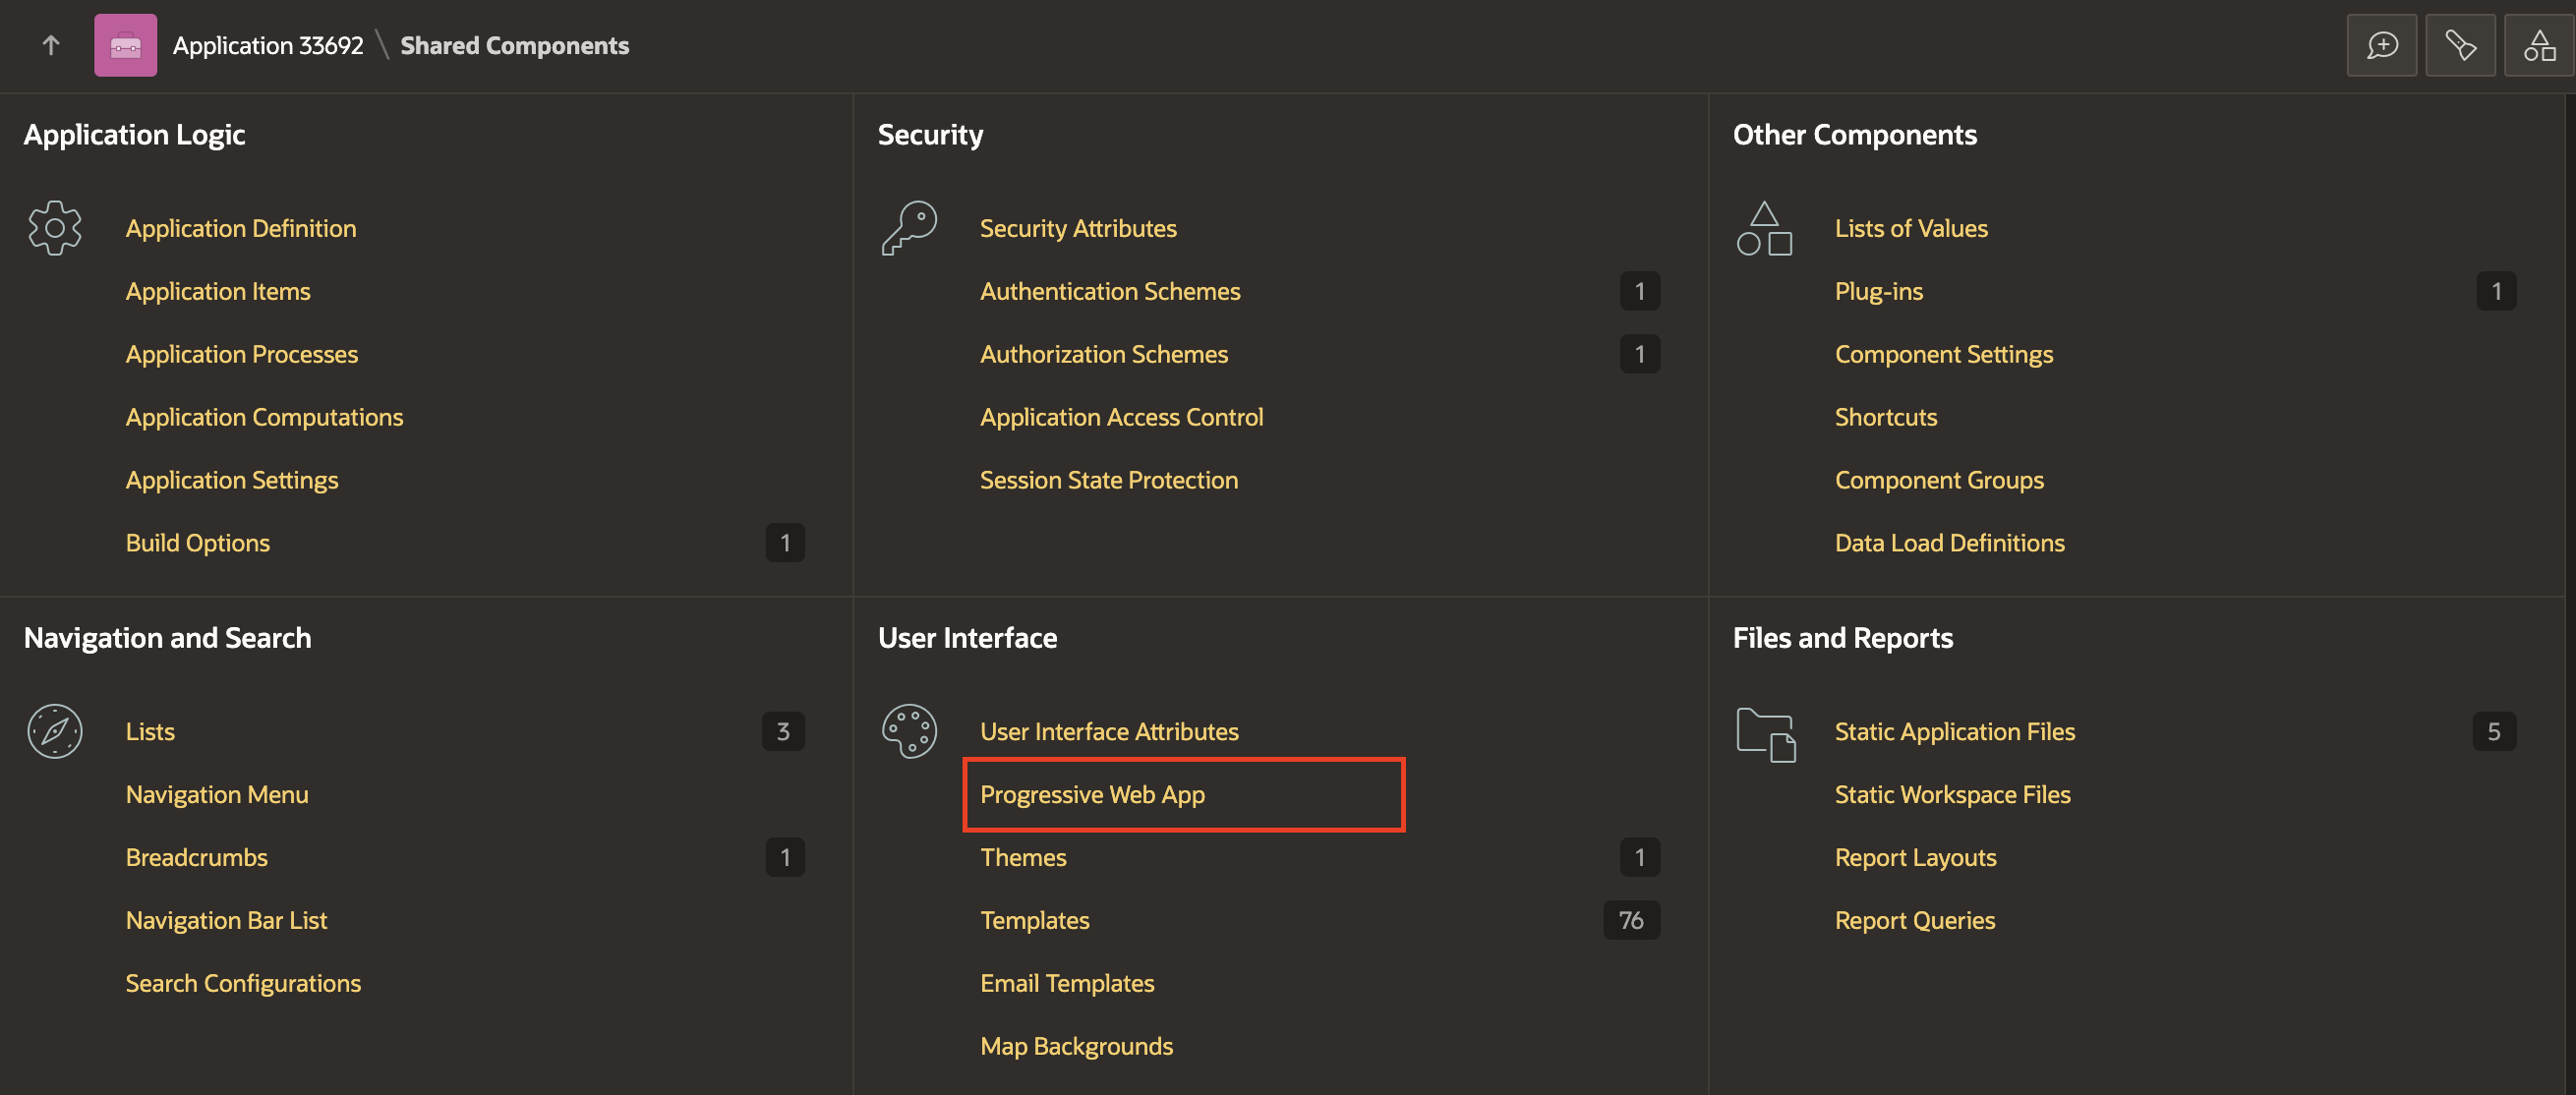 Application 33692 \ Shared Components
Application Logic
Application Definition
Application Items
Application Processes
Application Computations
Application Settings
Build Options 1
Security
Security Attributes
Authentication Schemes 1
Authorization Schemes 1
Application Access Control
Session State Protection
Other Components
Lists of Values
Plug-ins 1
Component Settings
Shortcuts
Component Groups
Data Load Definitions
Navigation and Search
Lists 3
Navigation Menu
Breadcrumbs 1
Navigation Bar List
Search Configurations
User Interface
User Interface Attributes
Progressive Web App
Themes 1
Templates 76
Email Templates
Map Backgrounds
Files and Reports
Static Application Files 5
Static Workspace Files
Report Layouts
Report Queries